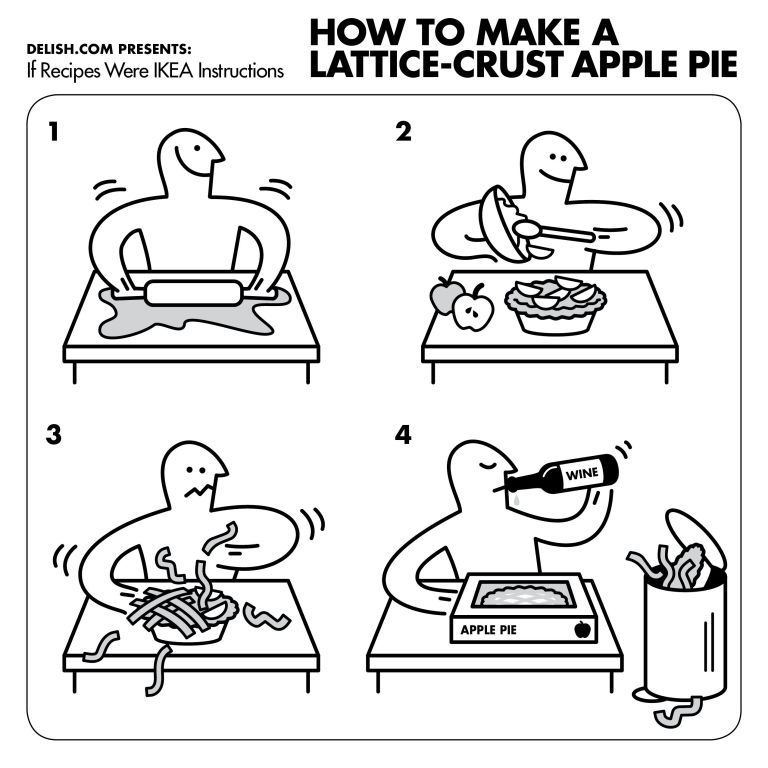 DELISH.COM PRESENTS:
If Recipes Were IKEA Instructions
HOW TO MAKE A
LATTICE-CRUST APPLE PIE
1
2
3
4
WINE
APPLE PIE